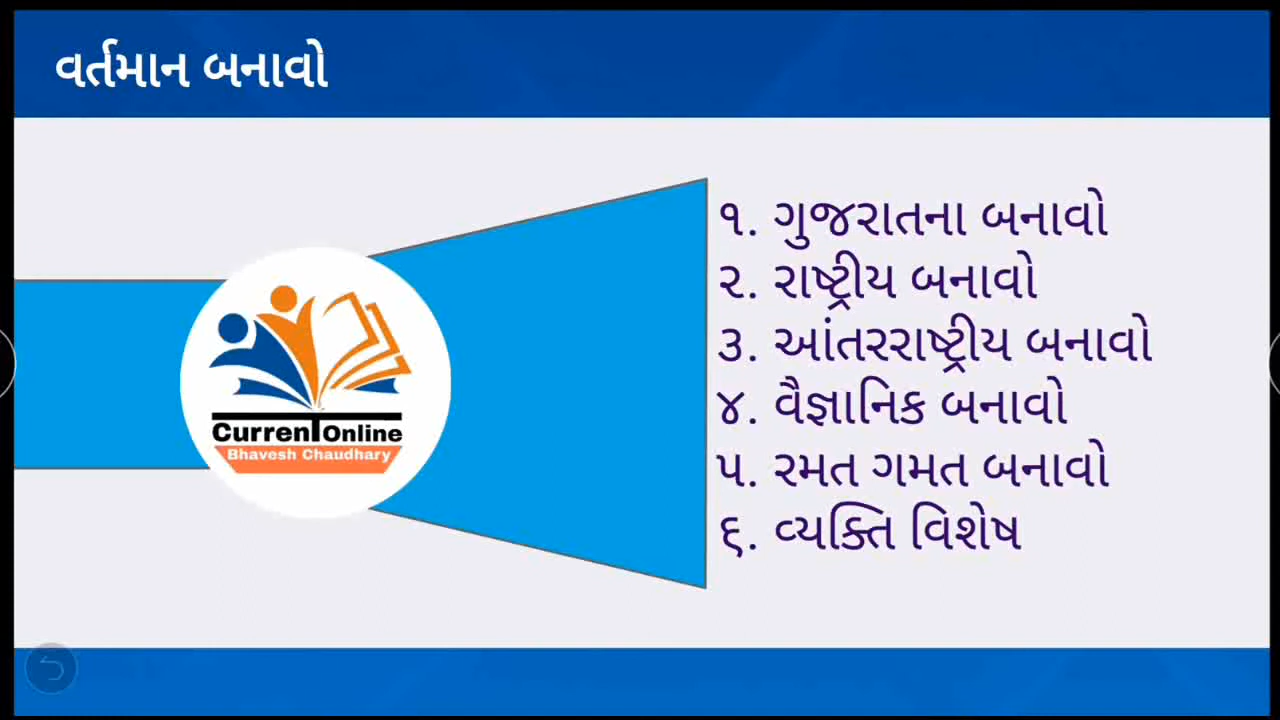 વર્તમાન બનાવો
૧. ગુજરાતના બનાવો
૨. રાષ્ટ્રીય બનાવો
૩. આંતરરાષ્ટ્રીય બનાવો
૪. વૈજ્ઞાનિક બનાવો
૫. રમત ગમત બનાવો
૬. વ્યક્તિ વિશેષ
CurrenTOnline
Bhavesh Chaudhary